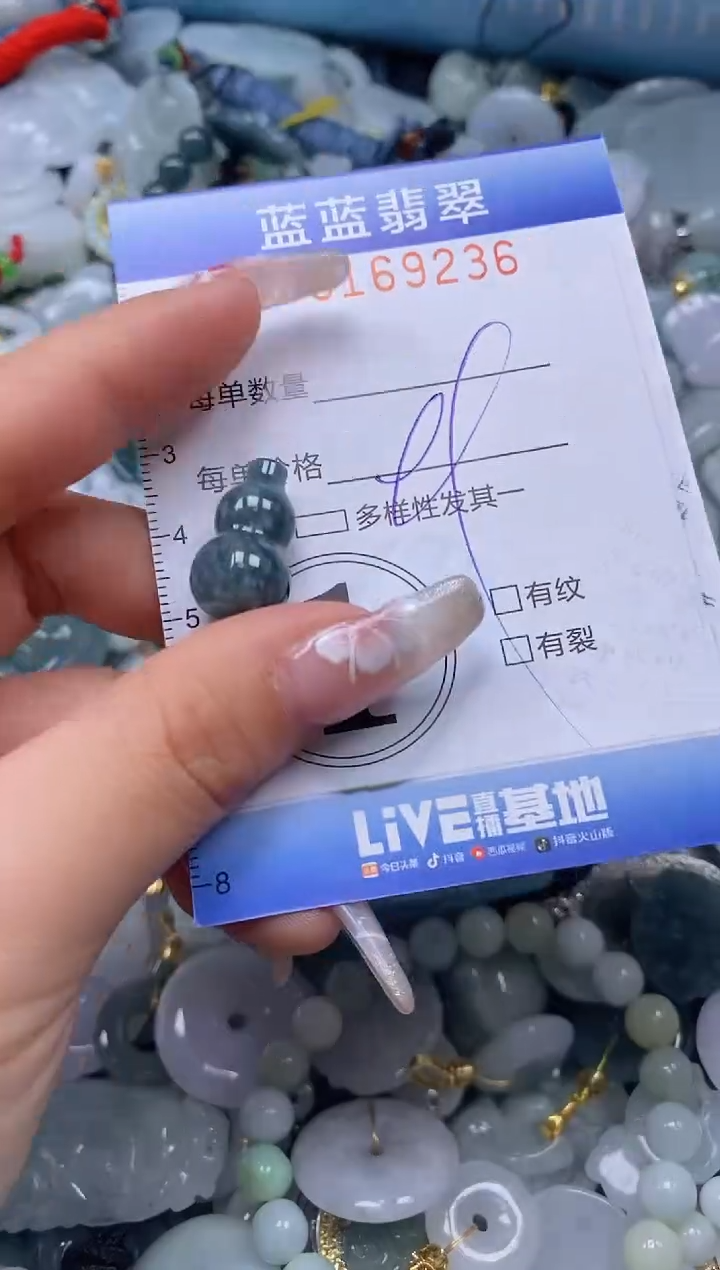 蓝蓝翡翠
169236
每单数量
3
每单价格
4
多样性发其一
5
有纹
有裂
1
LiVE直播基地
今日头条 抖音 西瓜视频 抖音火山版
8